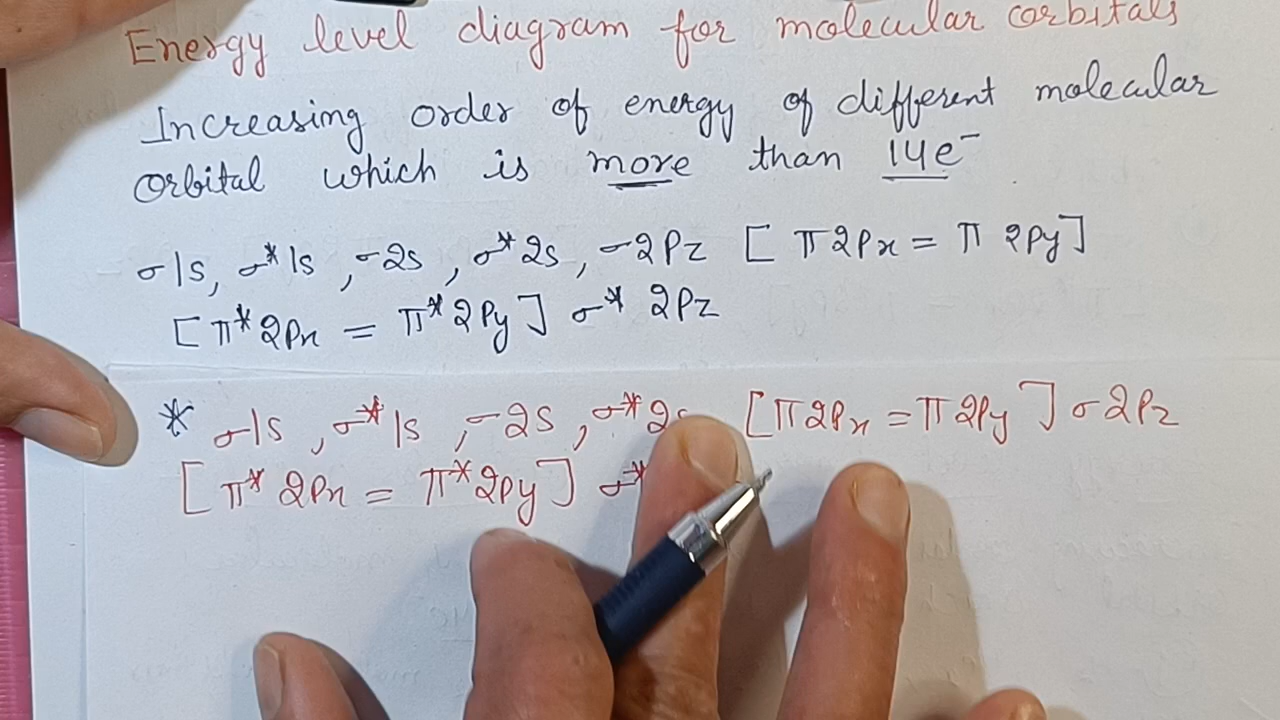 Energy level diagram for molecular orbitals
Increasing order of energy of different molecular
orbital which is more than 14e⁻
σ1s, σ*1s, σ2s, σ*2s, σ2Pz [π2Px = π2Py]
[π*2Px = π*2Py] σ*2Pz
* σ1s, σ*1s, σ2s, σ*2s [π2Px = π2Py] σ2Pz
[π*2Px = π*2Py] σ*